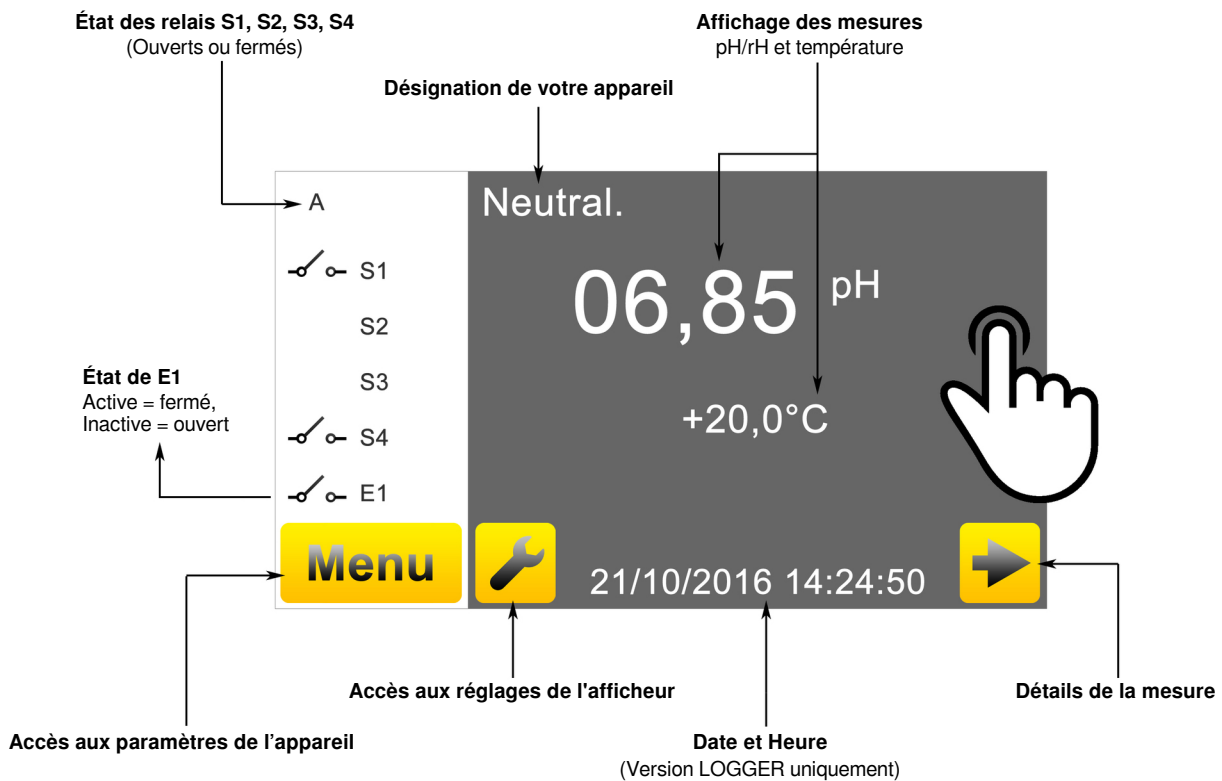 État des relais S1, S2, S3, S4
(Ouverts ou fermés)
Affichage des mesures
pH/rH et température
Désignation de votre appareil
A
Neutral.
S1
06,85 pH
S2
S3
État de E1
Active = fermé,
Inactive = ouvert
+20,0°C
S4
E1
Menu
21/10/2016 14:24:50
Accès aux réglages de l'afficheur
Détails de la mesure
Accès aux paramètres de l’appareil
Date et Heure
(Version LOGGER uniquement)